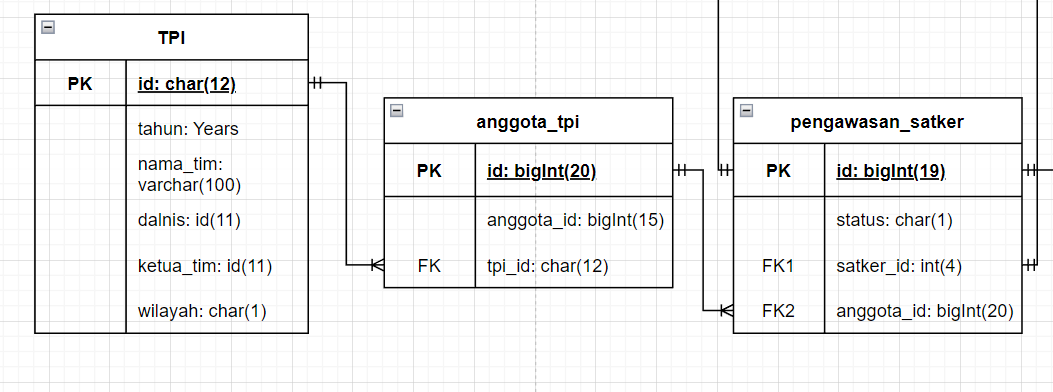 TPI
PK id: char(12)
tahun: Years
nama_tim:
varchar(100)
dalnis: id(11)
ketua_tim: id(11)
wilayah: char(1)
anggota_tpi
PK id: bigInt(20)
anggota_id: bigInt(15)
FK tpi_id: char(12)
pengawasan_satker
PK id: bigInt(19)
status: char(1)
FK1 satker_id: int(4)
FK2 anggota_id: bigInt(20)